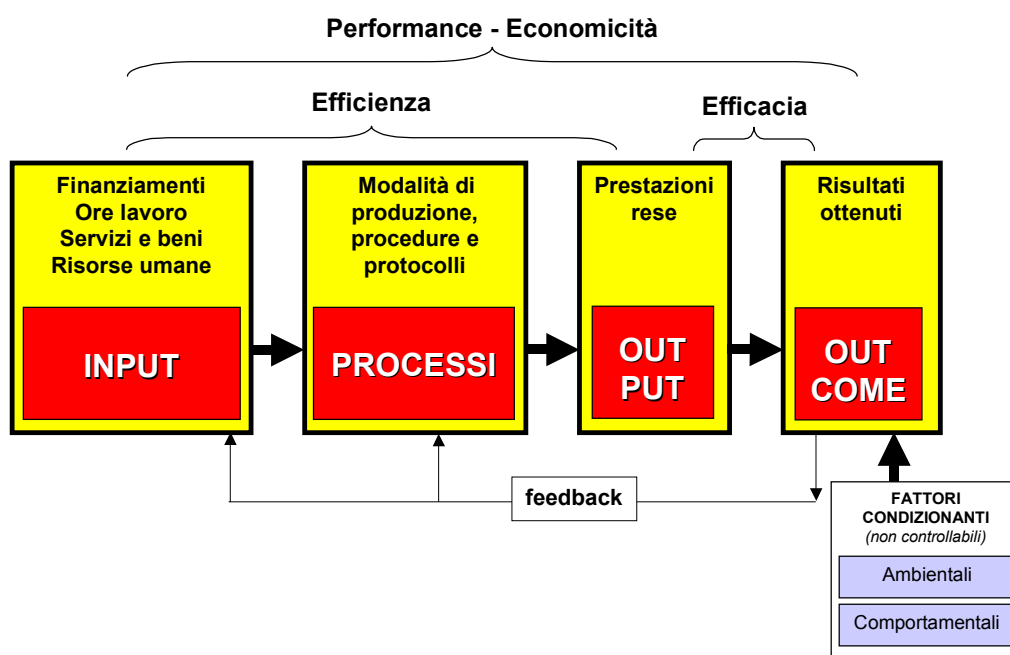 Performance - Economicità
Efficienza
Efficacia
Finanziamenti
Ore lavoro
Servizi e beni
Risorse umane
INPUT
Modalità di
produzione,
procedure e
protocolli
PROCESSI
Prestazioni
rese
OUT
PUT
Risultati
ottenuti
OUT
COME
feedback
FATTORI
CONDIZIONANTI
(non controllabili)
Ambientali
Comportamentali